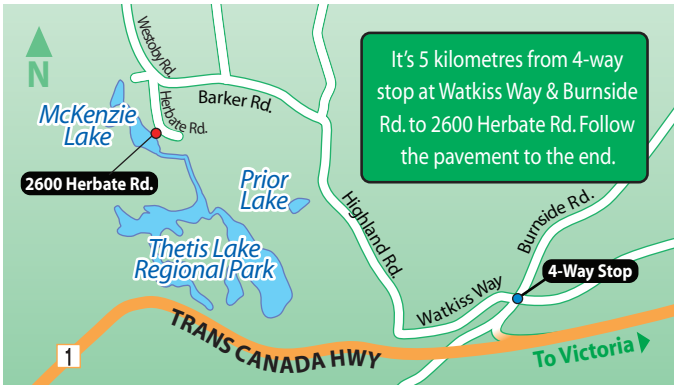 N
Westoby Rd.
Herbate Rd.
Barker Rd.
McKenzie
Lake
2600 Herbate Rd.
Prior
Lake
Thetis Lake
Regional Park
It's 5 kilometres from 4-way
stop at Watkiss Way & Burnside
Rd. to 2600 Herbate Rd. Follow
the pavement to the end.
Highland Rd.
Burnside Rd.
4-Way Stop
Watkiss Way
TRANS CANADA HWY
1
To Victoria